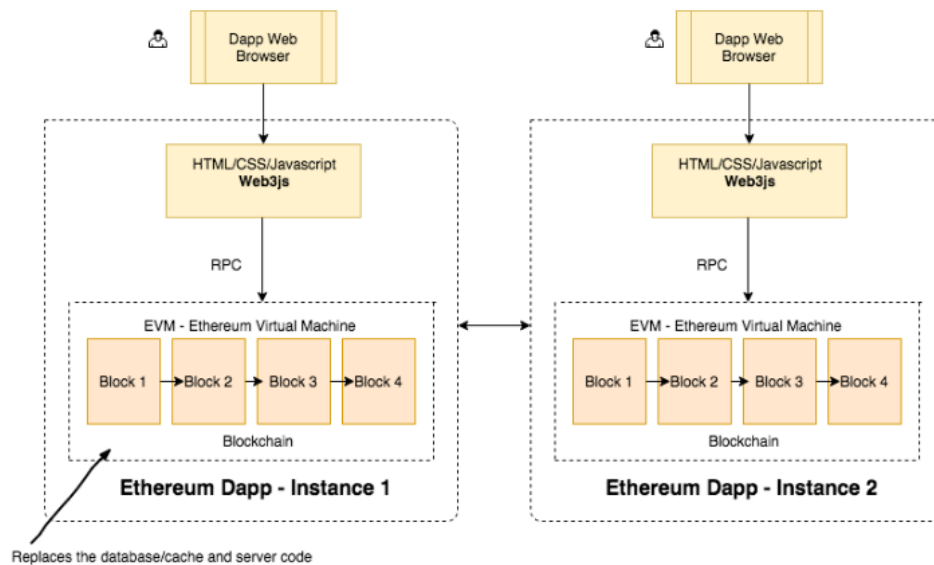 Dapp Web
Browser
HTML/CSS/Javascript
Web3js
RPC
EVM - Ethereum Virtual Machine
Block 1
Block 2
Block 3
Block 4
Blockchain
Ethereum Dapp - Instance 1
Replaces the database/cache and server code
Dapp Web
Browser
HTML/CSS/Javascript
Web3js
RPC
EVM - Ethereum Virtual Machine
Block 1
Block 2
Block 3
Block 4
Blockchain
Ethereum Dapp - Instance 2